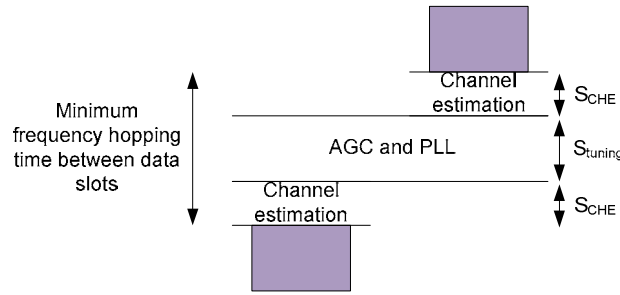 Minimum
frequency hopping
time between data
slots
Channel
estimation
S_CHE
AGC and PLL
S_tuning
Channel
estimation
S_CHE